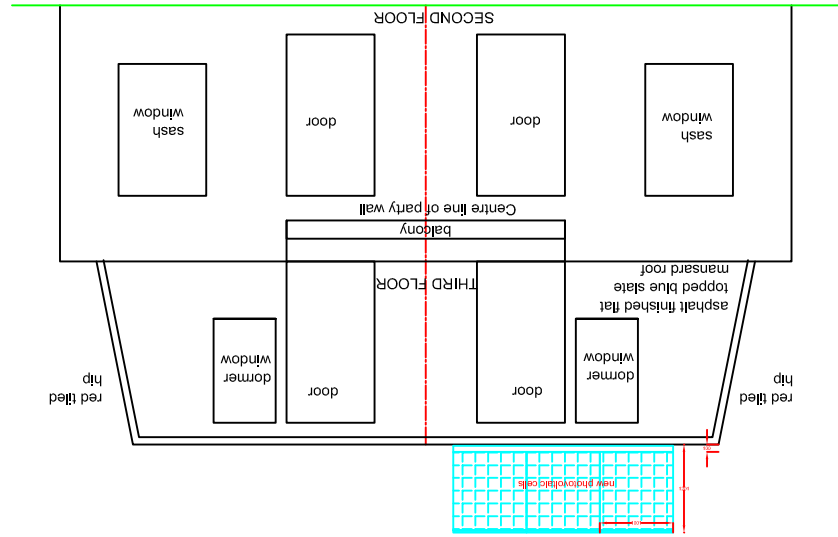 new photovoltaic cells
red tiled
hip
dormer
window
door
door
dormer
window
red tiled
hip
asphalt finished flat
topped blue slate
mansard roof
THIRD FLOOR
balcony
Centre line of party wall
sash
window
door
door
sash
window
SECOND FLOOR